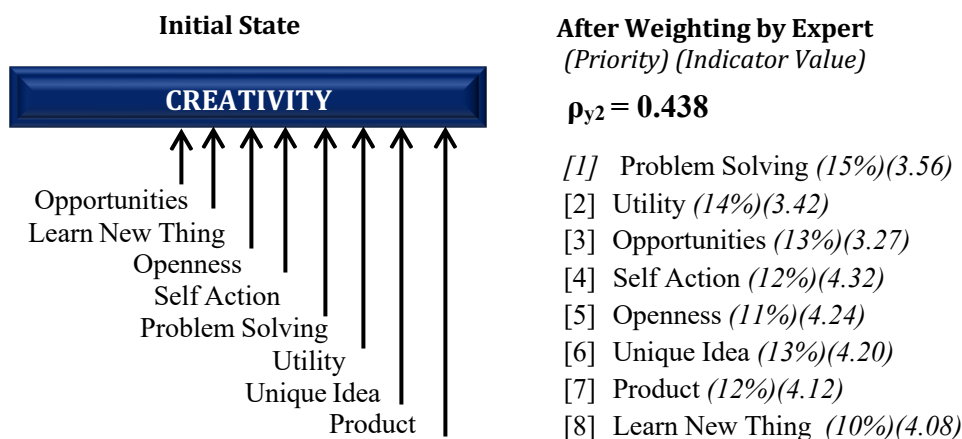 Initial State
CREATIVITY
Opportunities
Learn New Thing
Openness
Self Action
Problem Solving
Utility
Unique Idea
Product
After Weighting by Expert
(Priority) (Indicator Value)
ρy2 = 0.438
[1] Problem Solving (15%)(3.56)
[2] Utility (14%)(3.42)
[3] Opportunities (13%)(3.27)
[4] Self Action (12%)(4.32)
[5] Openness (11%)(4.24)
[6] Unique Idea (13%)(4.20)
[7] Product (12%)(4.12)
[8] Learn New Thing (10%)(4.08)